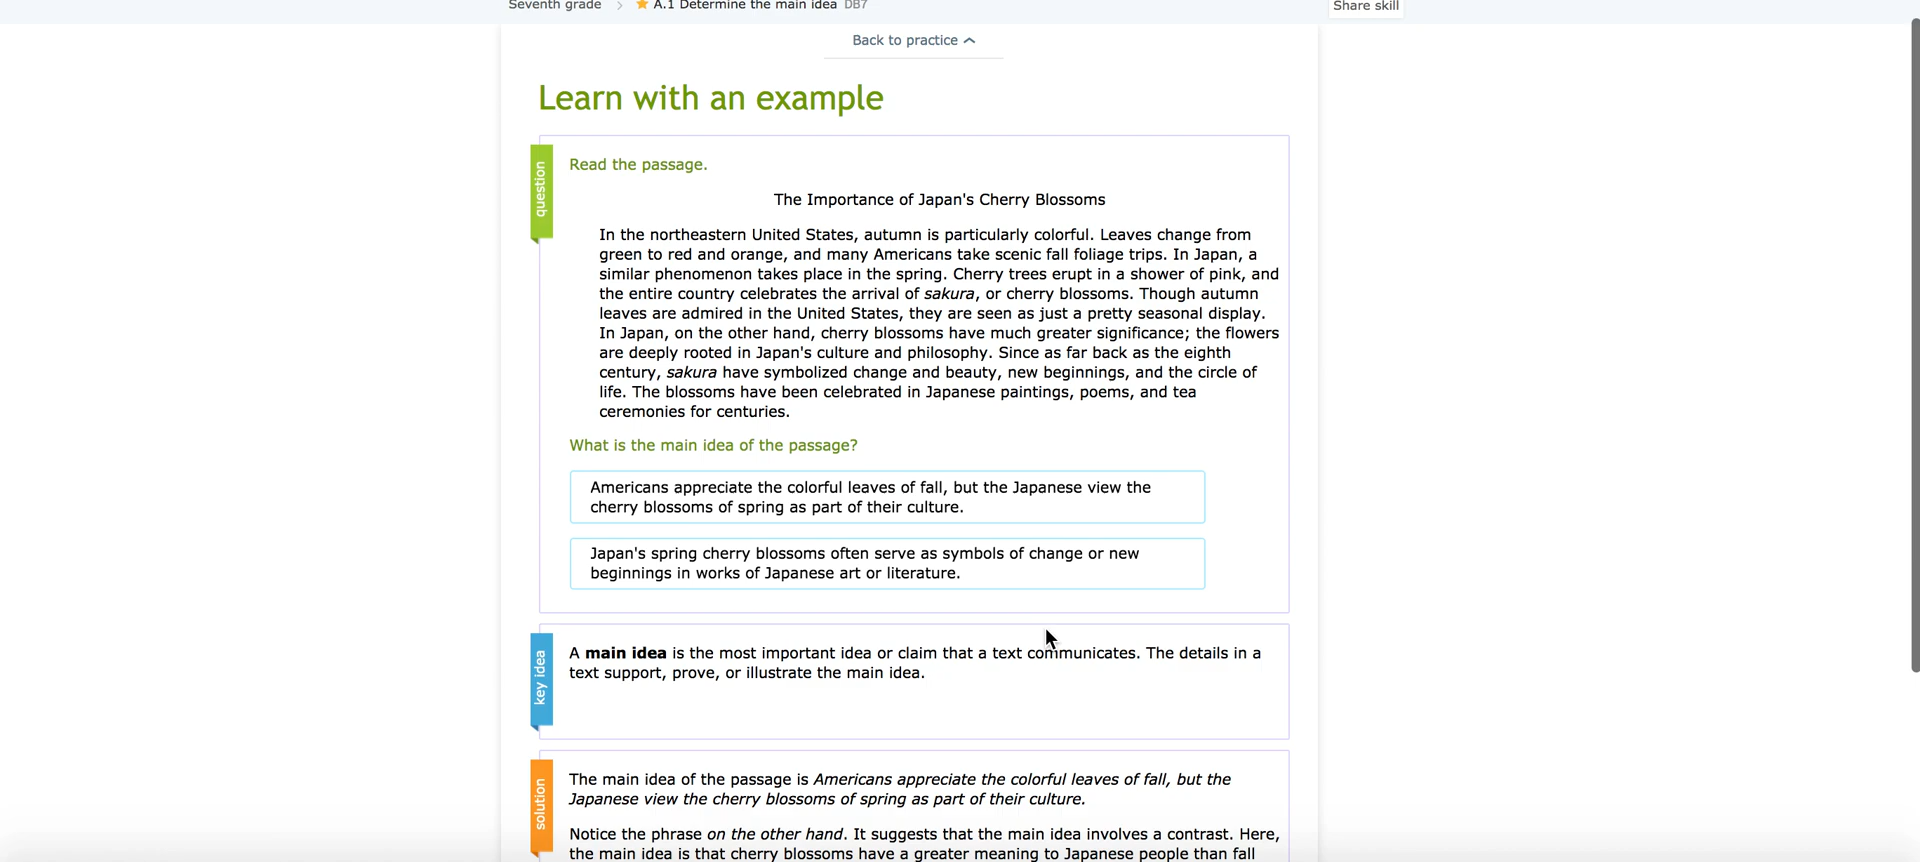 Seventh grade > A.1 Determine the main idea DB7
Share skill
Back to practice
Learn with an example
question
Read the passage.
The Importance of Japan's Cherry Blossoms
In the northeastern United States, autumn is particularly colorful. Leaves change from
green to red and orange, and many Americans take scenic fall foliage trips. In Japan, a
similar phenomenon takes place in the spring. Cherry trees erupt in a shower of pink, and
the entire country celebrates the arrival of sakura, or cherry blossoms. Though autumn
leaves are admired in the United States, they are seen as just a pretty seasonal display.
In Japan, on the other hand, cherry blossoms have much greater significance; the flowers
are deeply rooted in Japan's culture and philosophy. Since as far back as the eighth
century, sakura have symbolized change and beauty, new beginnings, and the circle of
life. The blossoms have been celebrated in Japanese paintings, poems, and tea
ceremonies for centuries.
What is the main idea of the passage?
Americans appreciate the colorful leaves of fall, but the Japanese view the
cherry blossoms of spring as part of their culture.
Japan's spring cherry blossoms often serve as symbols of change or new
beginnings in works of Japanese art or literature.
key idea
A main idea is the most important idea or claim that a text communicates. The details in a
text support, prove, or illustrate the main idea.
solution
The main idea of the passage is Americans appreciate the colorful leaves of fall, but the
Japanese view the cherry blossoms of spring as part of their culture.
Notice the phrase on the other hand. It suggests that the main idea involves a contrast. Here,
the main idea is that cherry blossoms have a greater meaning to Japanese people than fall